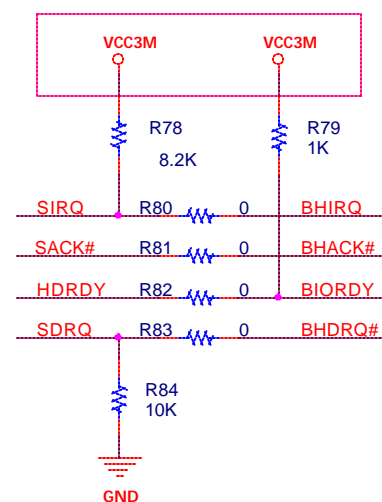 VCC3M VCC3M
R78 R79
8.2K 1K
SIRQ R80 0 BHIRQ
SACK# R81 0 BHACK#
HDRDY R82 0 BIORDY
SDRQ R83 0 BHDRQ#
R84
10K
GND